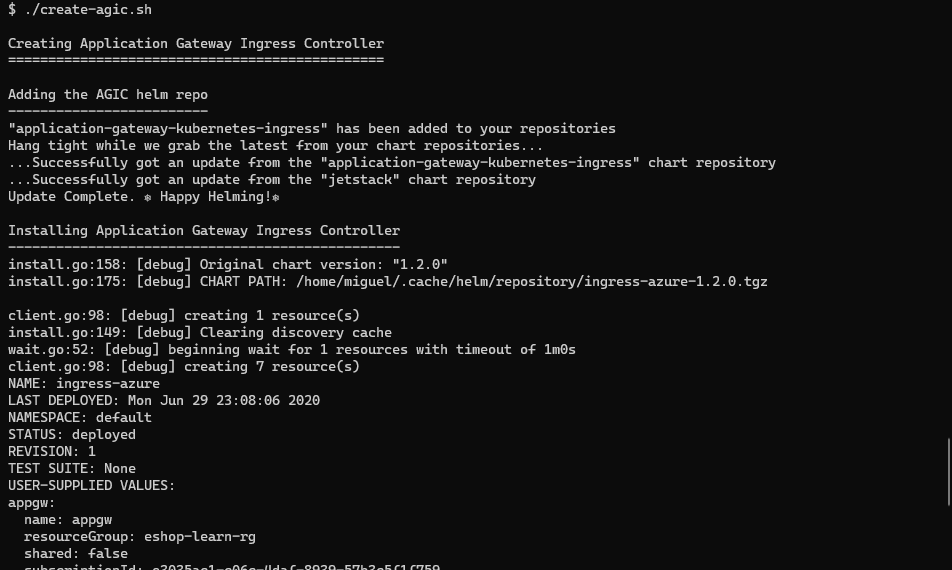 $ ./create-agic.sh
Creating Application Gateway Ingress Controller
===============================================
Adding the AGIC helm repo
-------------------------
"application-gateway-kubernetes-ingress" has been added to your repositories
Hang tight while we grab the latest from your chart repositories...
...Successfully got an update from the "application-gateway-kubernetes-ingress" chart repository
...Successfully got an update from the "jetstack" chart repository
Update Complete. ⎈ Happy Helming!⎈
Installing Application Gateway Ingress Controller
-------------------------------------------------
install.go:158: [debug] Original chart version: "1.2.0"
install.go:175: [debug] CHART PATH: /home/miguel/.cache/helm/repository/ingress-azure-1.2.0.tgz
client.go:98: [debug] creating 1 resource(s)
install.go:149: [debug] Clearing discovery cache
wait.go:52: [debug] beginning wait for 1 resources with timeout of 1m0s
client.go:98: [debug] creating 7 resource(s)
NAME: ingress-azure
LAST DEPLOYED: Mon Jun 29 23:08:06 2020
NAMESPACE: default
STATUS: deployed
REVISION: 1
TEST SUITE: None
USER-SUPPLIED VALUES:
appgw:
  name: appgw
  resourceGroup: eshop-learn-rg
  shared: false
  subscriptionId: